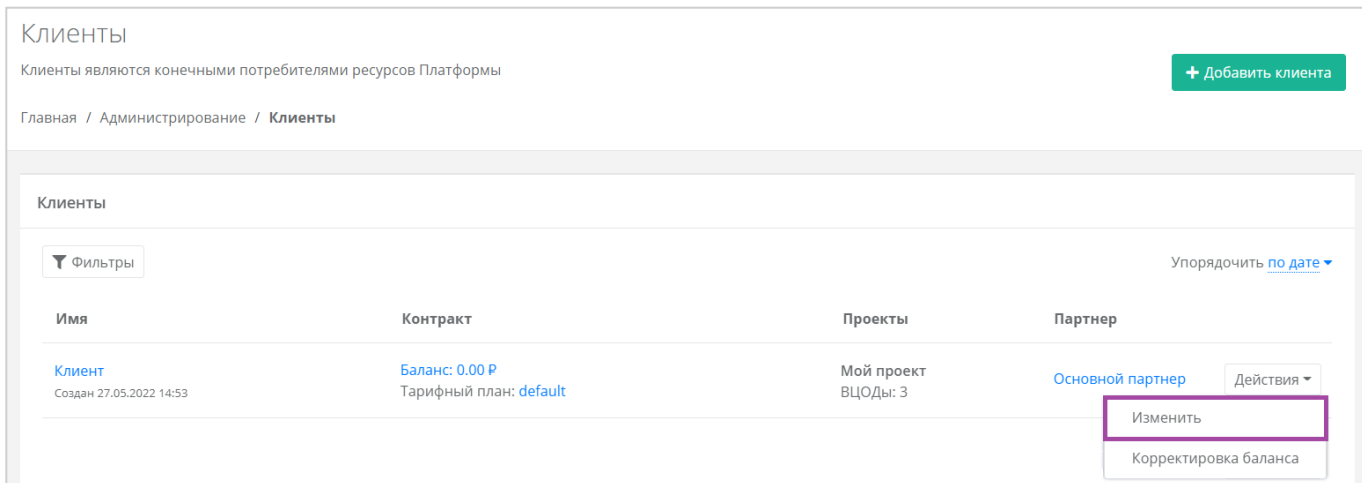 Клиенты
Клиенты являются конечными потребителями ресурсов Платформы
+ Добавить клиента
Главная / Администрирование / Клиенты
Клиенты
Фильтры
Упорядочить по дате
Имя Контракт Проекты Партнер
Клиент Баланс: 0.00 ₽ Мой проект Основной партнер Действия
Создан 27.05.2022 14:53 Тарифный план: default ВЦОДы: 3
Изменить
Корректировка баланса